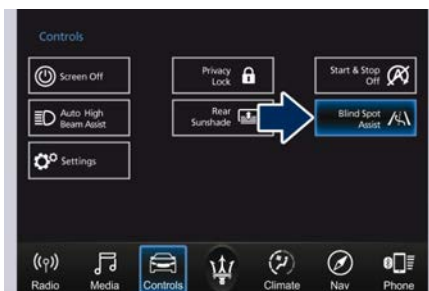 Controls
Screen Off
Privacy
Lock
Start & Stop
Off
Auto High
Beam Assist
Rear
Sunshade
Blind Spot
Assist
Settings
Radio
Media
Controls
Climate
Nav
Phone